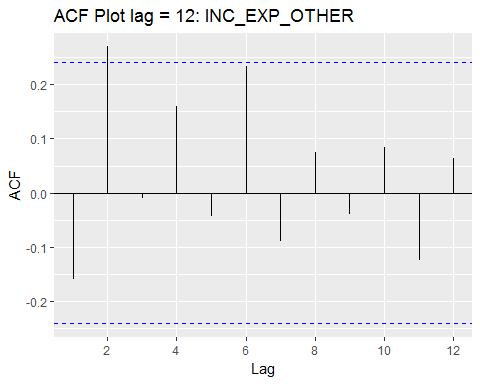 ACF Plot lag = 12: INC_EXP_OTHER
ACF
0.2
0.1
0.0
-0.1
-0.2
2 4 6 8 10 12
Lag